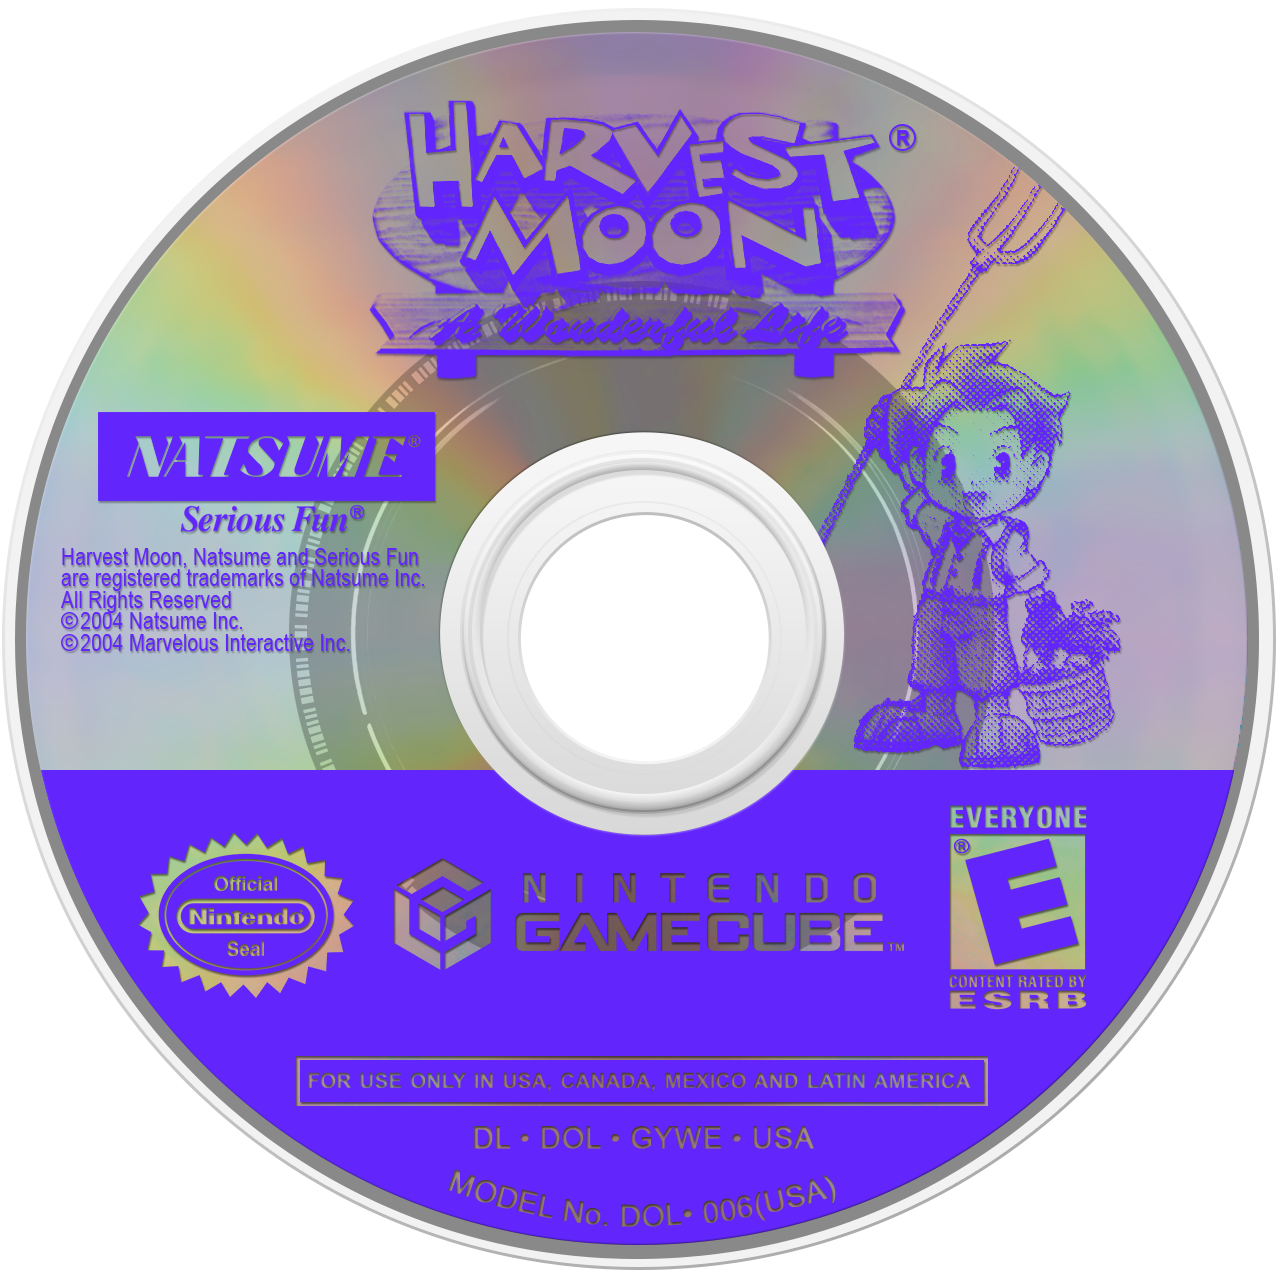 HARVEST®
MOON
A Wonderful Life
NATSUME®
Serious Fun®
Harvest Moon, Natsume and Serious Fun
are registered trademarks of Natsume Inc.
All Rights Reserved
©2004 Natsume Inc.
©2004 Marvelous Interactive Inc.
Official
Nintendo
Seal
NINTENDO
GAMECUBE™
EVERYONE
®
E
CONTENT RATED BY
ESRB
FOR USE ONLY IN USA, CANADA, MEXICO AND LATIN AMERICA
DL • DOL • GYWE • USA
MODEL No. DOL• 006(USA)